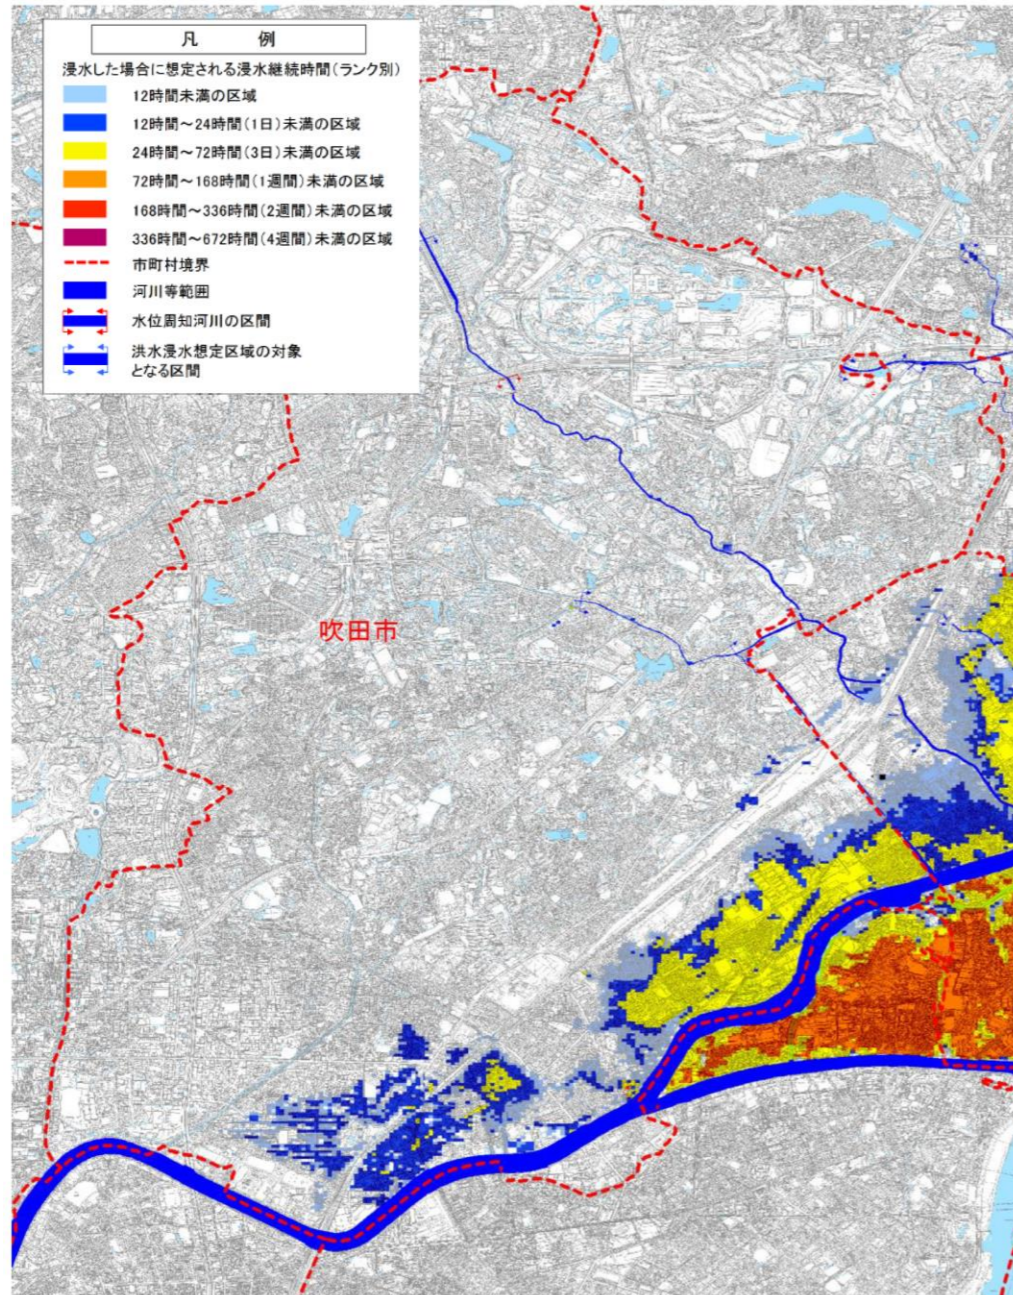 凡 例
浸水した場合に想定される浸水継続時間(ランク別)
12時間未満の区域
12時間～24時間(1日)未満の区域
24時間～72時間(3日)未満の区域
72時間～168時間(1週間)未満の区域
168時間～336時間(2週間)未満の区域
336時間～672時間(4週間)未満の区域
市町村境界
河川等範囲
水位周知河川の区間
洪水浸水想定区域の対象
となる区間
吹田市